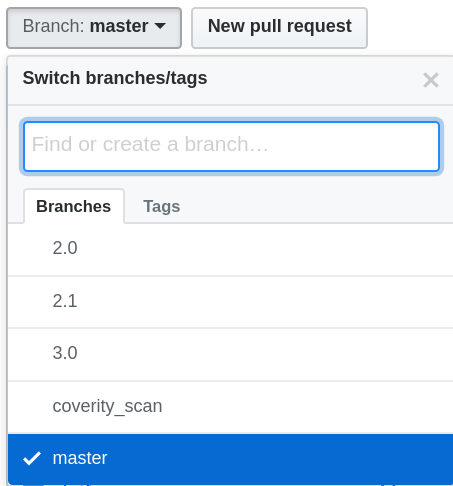 Branch: master
New pull request
Switch branches/tags
Find or create a branch…
Branches
Tags
2.0
2.1
3.0
coverity_scan
master